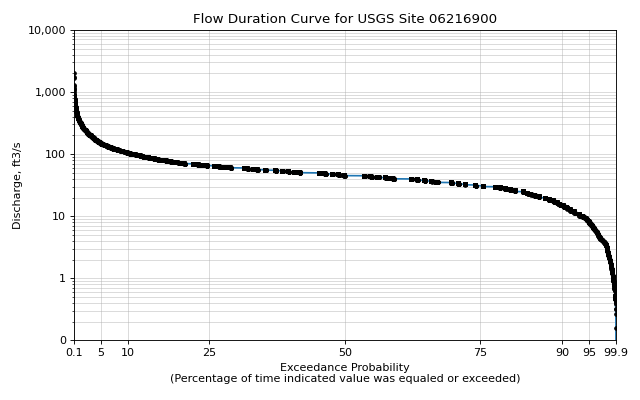 Flow Duration Curve for USGS Site 06216900
10,000
1,000
100
10
1
0
Discharge, ft3/s
0.1 5 10 25 50 75 90 95 99.9
Exceedance Probability
(Percentage of time indicated value was equaled or exceeded)